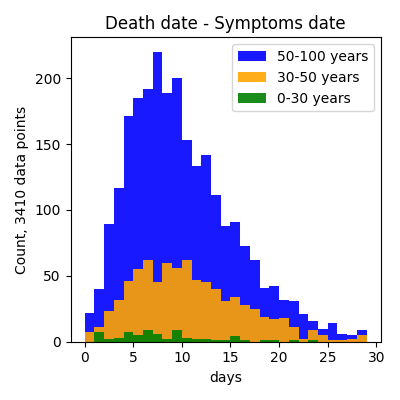 Death date - Symptoms date
50-100 years
30-50 years
0-30 years
Count, 3410 data points
200
150
100
50
0
0 5 10 15 20 25 30
days